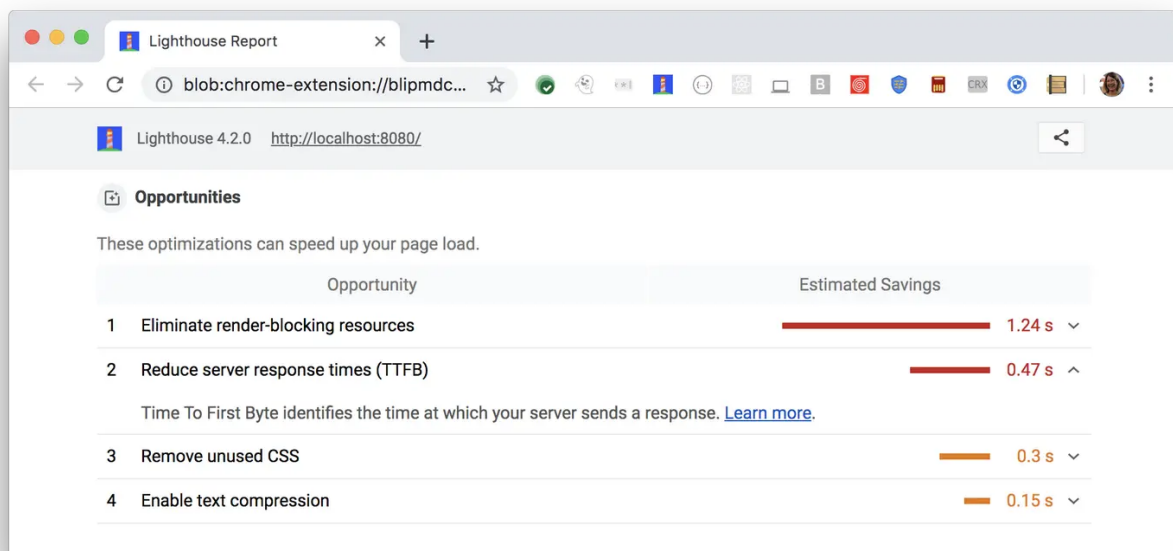 Lighthouse Report
blob:chrome-extension://blipmdc...
B
CRX
Lighthouse 4.2.0 http://localhost:8080/
Opportunities
These optimizations can speed up your page load.
Opportunity Estimated Savings
1 Eliminate render-blocking resources 1.24 s
2 Reduce server response times (TTFB) 0.47 s
Time To First Byte identifies the time at which your server sends a response. Learn more.
3 Remove unused CSS 0.3 s
4 Enable text compression 0.15 s